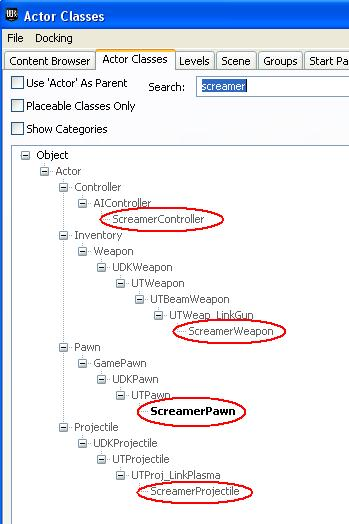 UDK Actor Classes
File Docking
Content Browser Actor Classes Levels Scene Groups Start Pa
Use 'Actor' As Parent Search: screamer
Placeable Classes Only
Show Categories
Object
Actor
Controller
AIController
ScreamerController
Inventory
Weapon
UDKWeapon
UTWeapon
UTBeamWeapon
UTWeap_LinkGun
ScreamerWeapon
Pawn
GamePawn
UDKPawn
UTPawn
ScreamerPawn
Projectile
UDKProjectile
UTProjectile
UTProj_LinkPlasma
ScreamerProjectile